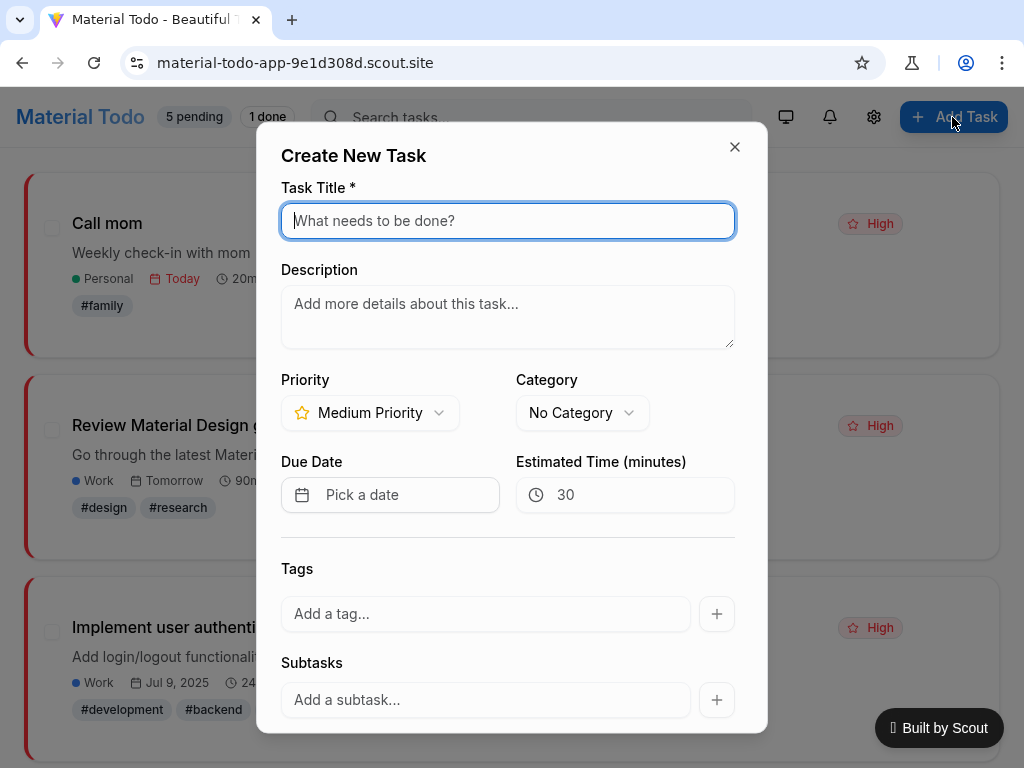 Material Todo - Beautiful T
material-todo-app-9e1d308d.scout.site
Material Todo
5 pending
1 done
Search tasks...
Add Task
Call mom
High
Weekly check-in with mom
Personal
Today
20m
#family
Review Material Design
High
Go through the latest Materi
Work
Tomorrow
90m
#design
#research
Implement user authenti
High
Add login/logout functionalit
Work
Jul 9, 2025
24
#development
#backend
Create New Task
Task Title *
What needs to be done?
Description
Add more details about this task...
Priority
Category
Medium Priority
No Category
Due Date
Estimated Time (minutes)
Pick a date
30
Tags
Add a tag...
Subtasks
Add a subtask...
Built by Scout